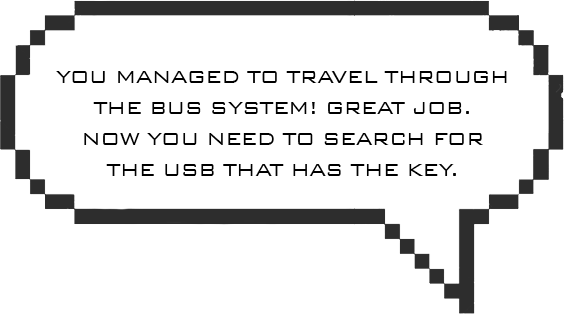 YOU MANAGED TO TRAVEL THROUGH
THE BUS SYSTEM! GREAT JOB.
NOW YOU NEED TO SEARCH FOR
THE USB THAT HAS THE KEY.